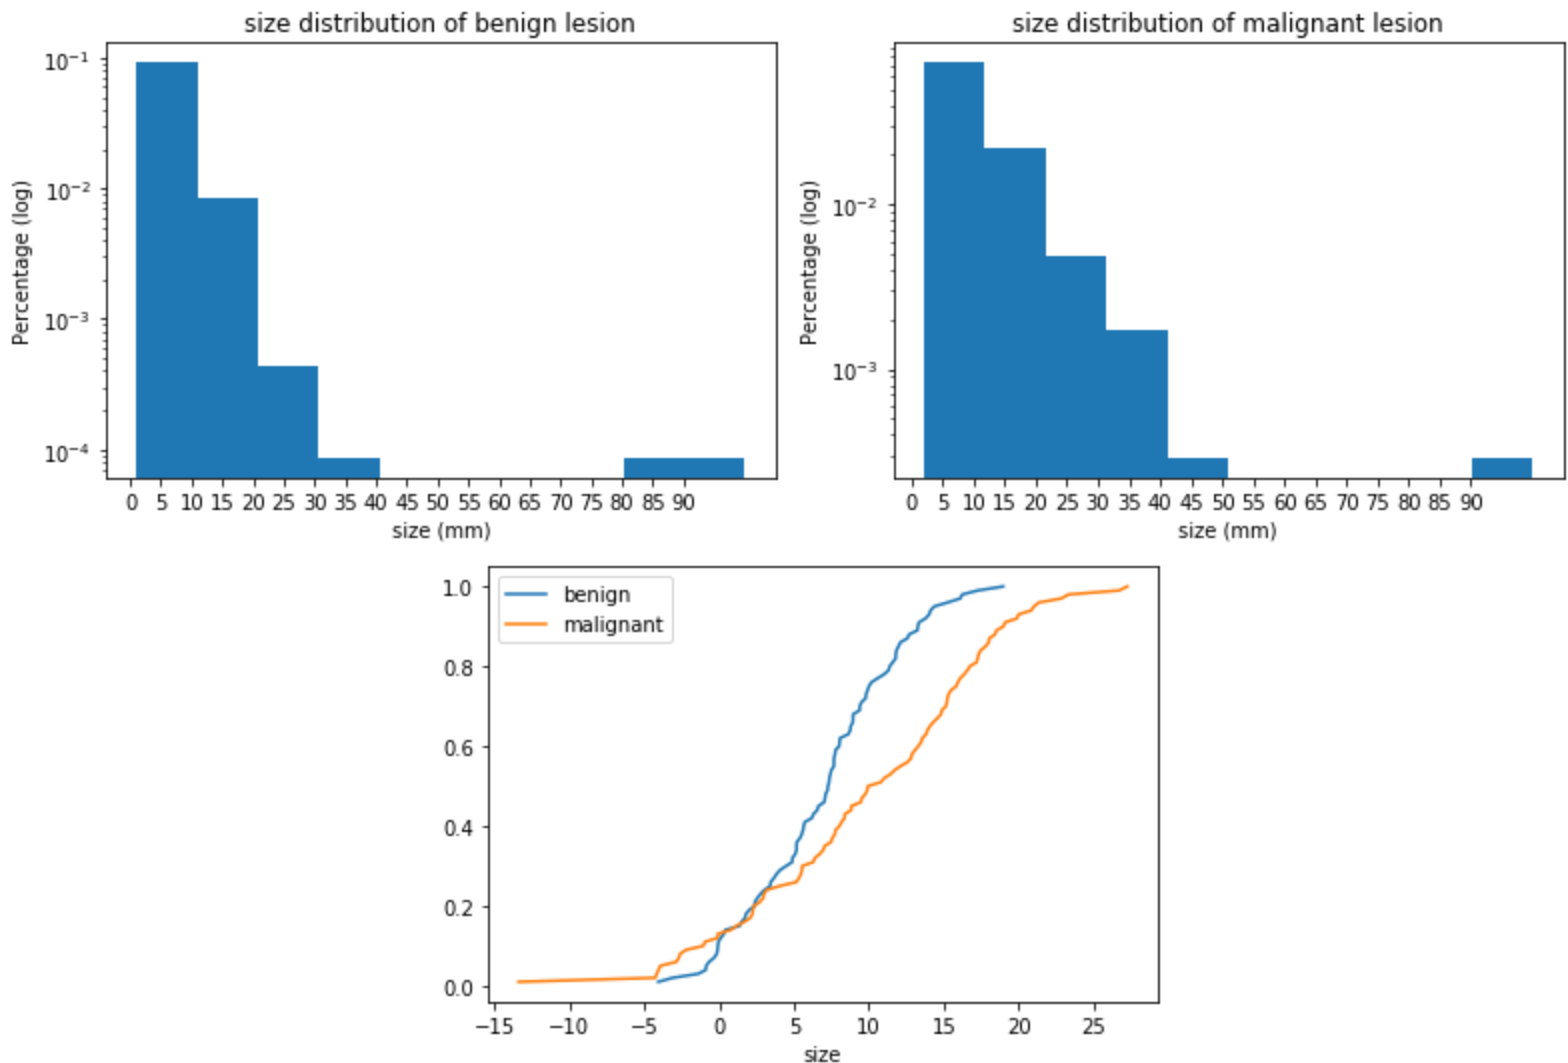 size distribution of benign lesion
Percentage (log)
10⁻¹
10⁻²
10⁻³
10⁻⁴
0 5 10 15 20 25 30 35 40 45 50 55 60 65 70 75 80 85 90
size (mm)
size distribution of malignant lesion
Percentage (log)
10⁻²
10⁻³
0 5 10 15 20 25 30 35 40 45 50 55 60 65 70 75 80 85 90
size (mm)
benign
malignant
1.0
0.8
0.6
0.4
0.2
0.0
−15 −10 −5 0 5 10 15 20 25
size